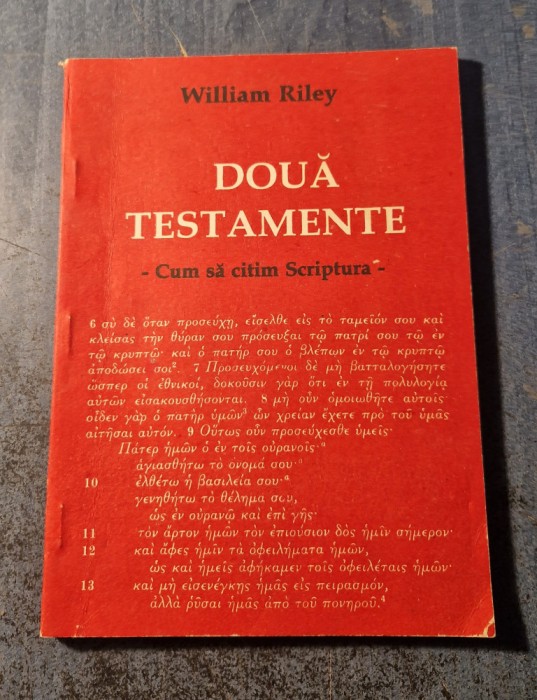 William Riley
DOUĂ
TESTAMENTE
- Cum să citim Scriptura -
6 σὺ δὲ ὅταν προσεύχῃ, εἴσελθε εἰς τὸ ταμεῖόν σου καὶ
κλείσας τὴν θύραν σου πρόσευξαι τῷ πατρί σου τῷ ἐν
τῷ κρυπτῷ· καὶ ὁ πατήρ σου ὁ βλέπων ἐν τῷ κρυπτῷ
ἀποδώσει σοι². 7 Προσευχόμενοι δὲ μὴ βατταλογήσητε
ὥσπερ οἱ ἐθνικοί, δοκοῦσιν γὰρ ὅτι ἐν τῇ πολυλογίᾳ
αὐτῶν εἰσακουσθήσονται. 8 μὴ οὖν ὁμοιωθῆτε αὐτοῖς·
οἶδεν γὰρ ὁ πατὴρ ὑμῶν³ ὧν χρείαν ἔχετε πρὸ τοῦ ὑμᾶς
αἰτῆσαι αὐτόν. 9 Οὕτως οὖν προσεύχεσθε ὑμεῖς·
Πάτερ ἡμῶν ὁ ἐν τοῖς οὐρανοῖς·
ἁγιασθήτω τὸ ὄνομά σου·
10 ἐλθέτω ἡ βασιλεία σου·
γενηθήτω τὸ θέλημά σου,
ὡς ἐν οὐρανῷ καὶ ἐπὶ γῆς·
11 τὸν ἄρτον ἡμῶν τὸν ἐπιούσιον δὸς ἡμῖν σήμερον·
12 καὶ ἄφες ἡμῖν τὰ ὀφειλήματα ἡμῶν,
ὡς καὶ ἡμεῖς ἀφήκαμεν τοῖς ὀφειλέταις ἡμῶν·
13 καὶ μὴ εἰσενέγκῃς ἡμᾶς εἰς πειρασμόν,
ἀλλὰ ῥῦσαι ἡμᾶς ἀπὸ τοῦ πονηροῦ.⁴